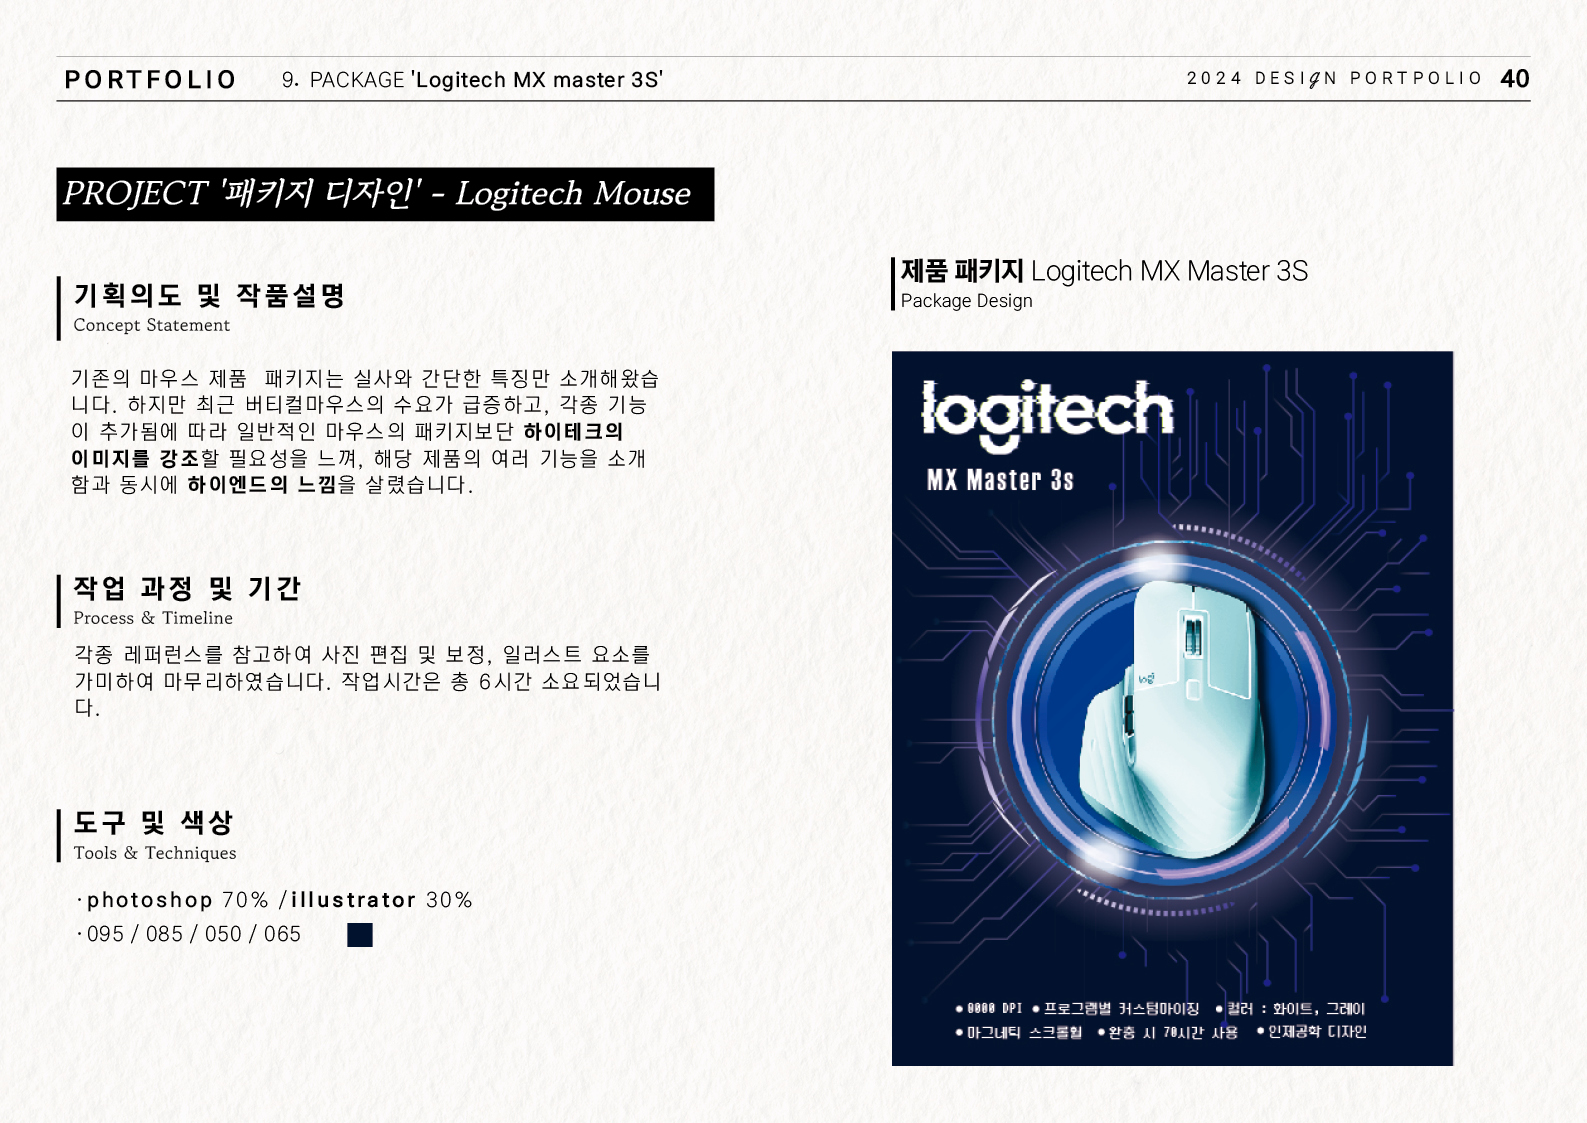 PORTFOLIO 9. PACKAGE 'Logitech MX master 3S' 2024 DESIGN PORTPOLIO 40
PROJECT '패키지 디자인' - Logitech Mouse
기획의도 및 작품설명
Concept Statement
기존의 마우스 제품 패키지는 실사와 간단한 특징만 소개해왔습
니다. 하지만 최근 버티컬마우스의 수요가 급증하고, 각종 기능
이 추가됨에 따라 일반적인 마우스의 패키지보단 하이테크의
이미지를 강조할 필요성을 느껴, 해당 제품의 여러 기능을 소개
함과 동시에 하이엔드의 느낌을 살렸습니다.
작업 과정 및 기간
Process & Timeline
각종 레퍼런스를 참고하여 사진 편집 및 보정, 일러스트 요소를
가미하여 마무리하였습니다. 작업시간은 총 6시간 소요되었습니
다.
도구 및 색상
Tools & Techniques
·photoshop 70% /illustrator 30%
·095 / 085 / 050 / 065
제품 패키지 Logitech MX Master 3S
Package Design
logitech
MX Master 3s
logi
●8000 DPI ●프로그램별 커스텀마이징 ●컬러 : 화이트, 그레이
●마그네틱 스크롤휠 ●완충 시 70시간 사용 ●인체공학 디자인